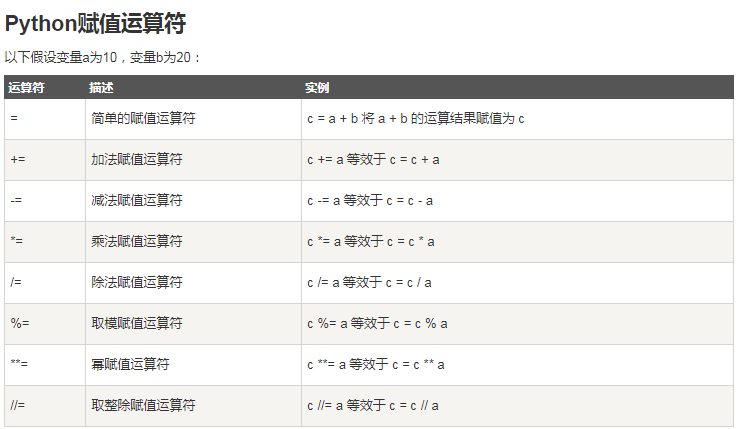 Python赋值运算符
以下假设变量a为10，变量b为20：
运算符 描述 实例
= 简单的赋值运算符 c = a + b 将 a + b 的运算结果赋值为 c
+= 加法赋值运算符 c += a 等效于 c = c + a
-= 减法赋值运算符 c -= a 等效于 c = c - a
*= 乘法赋值运算符 c *= a 等效于 c = c * a
/= 除法赋值运算符 c /= a 等效于 c = c / a
%= 取模赋值运算符 c %= a 等效于 c = c % a
**= 幂赋值运算符 c **= a 等效于 c = c ** a
//= 取整除赋值运算符 c //= a 等效于 c = c // a